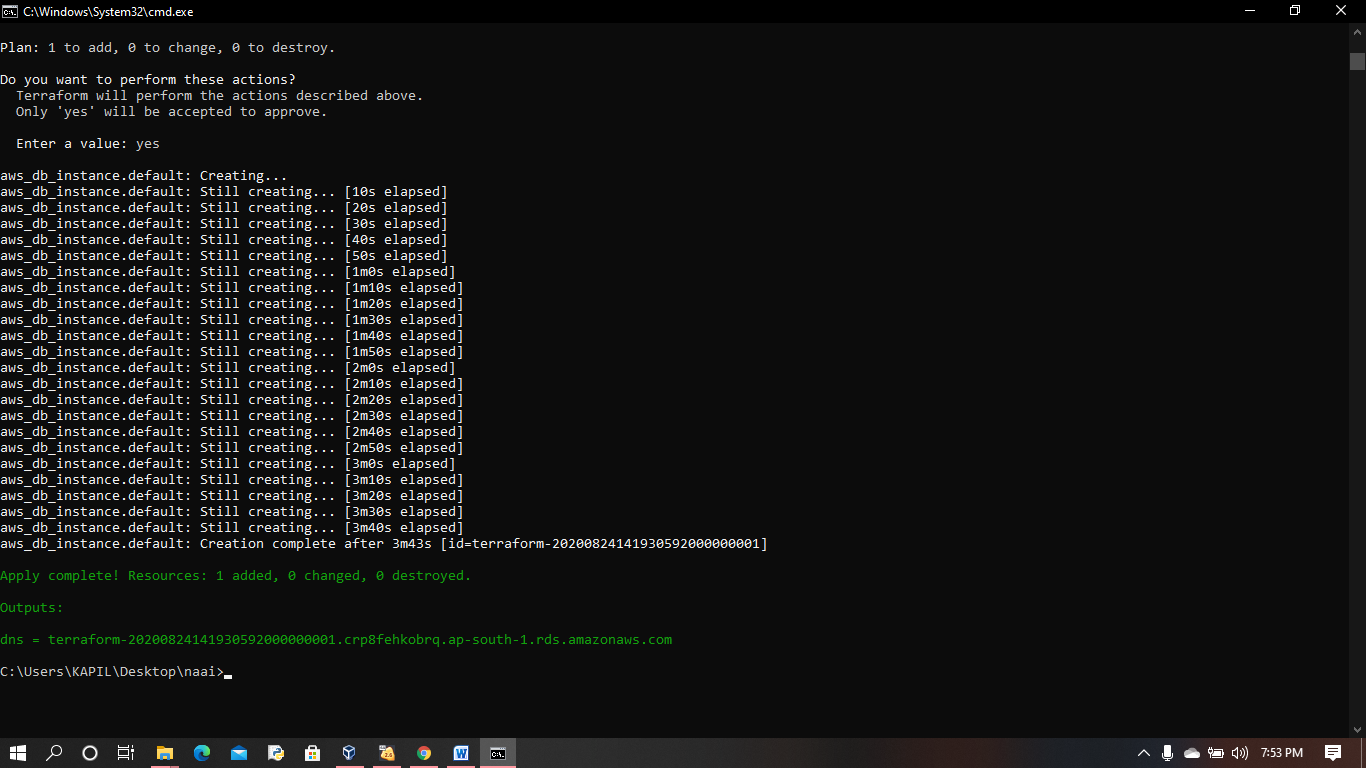 C:\Windows\System32\cmd.exe
Plan: 1 to add, 0 to change, 0 to destroy.
Do you want to perform these actions?
  Terraform will perform the actions described above.
  Only 'yes' will be accepted to approve.
  Enter a value: yes
aws_db_instance.default: Creating...
aws_db_instance.default: Still creating... [10s elapsed]
aws_db_instance.default: Still creating... [20s elapsed]
aws_db_instance.default: Still creating... [30s elapsed]
aws_db_instance.default: Still creating... [40s elapsed]
aws_db_instance.default: Still creating... [50s elapsed]
aws_db_instance.default: Still creating... [1m0s elapsed]
aws_db_instance.default: Still creating... [1m10s elapsed]
aws_db_instance.default: Still creating... [1m20s elapsed]
aws_db_instance.default: Still creating... [1m30s elapsed]
aws_db_instance.default: Still creating... [1m40s elapsed]
aws_db_instance.default: Still creating... [1m50s elapsed]
aws_db_instance.default: Still creating... [2m0s elapsed]
aws_db_instance.default: Still creating... [2m10s elapsed]
aws_db_instance.default: Still creating... [2m20s elapsed]
aws_db_instance.default: Still creating... [2m30s elapsed]
aws_db_instance.default: Still creating... [2m40s elapsed]
aws_db_instance.default: Still creating... [2m50s elapsed]
aws_db_instance.default: Still creating... [3m0s elapsed]
aws_db_instance.default: Still creating... [3m10s elapsed]
aws_db_instance.default: Still creating... [3m20s elapsed]
aws_db_instance.default: Still creating... [3m30s elapsed]
aws_db_instance.default: Still creating... [3m40s elapsed]
aws_db_instance.default: Creation complete after 3m43s [id=terraform-20200824141930592000000001]
Apply complete! Resources: 1 added, 0 changed, 0 destroyed.
Outputs:
dns = terraform-20200824141930592000000001.crp8fehkobrq.ap-south-1.rds.amazonaws.com
C:\Users\KAPIL\Desktop\naai>
7:53 PM